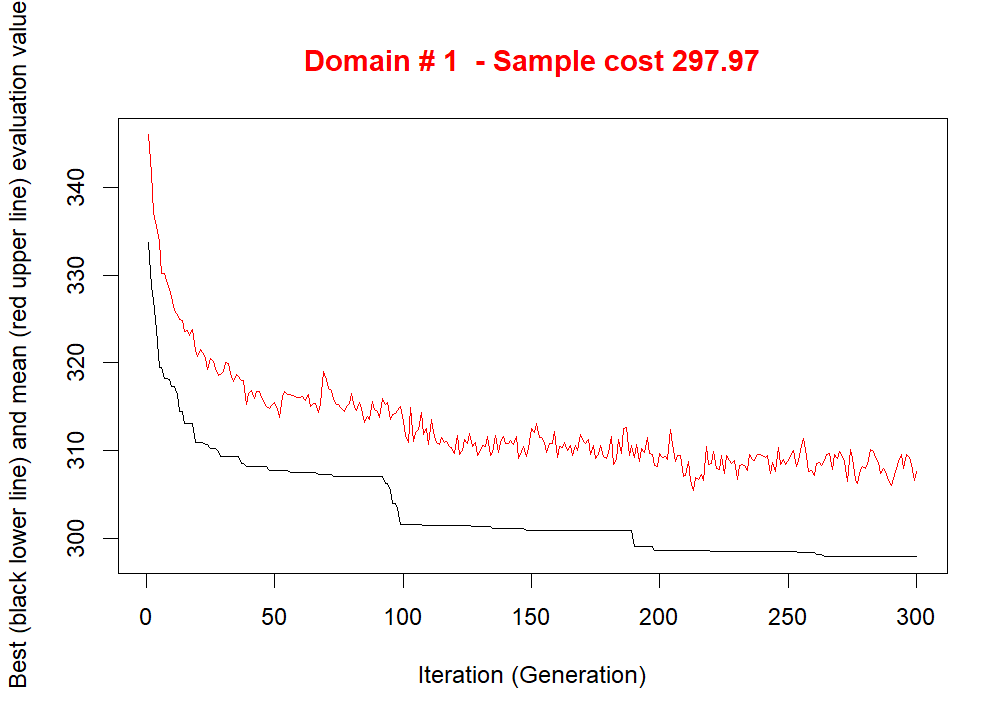 Domain # 1  - Sample cost 297.97
Best (black lower line) and mean (red upper line) evaluation value
340
330
320
310
300
0 50 100 150 200 250 300
Iteration (Generation)